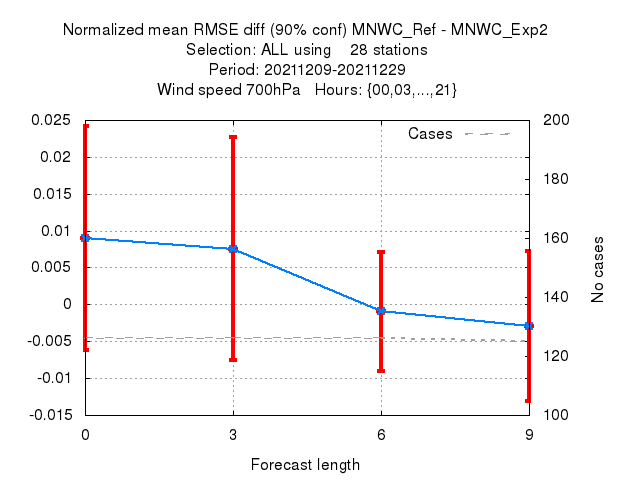 Normalized mean RMSE diff (90% conf) MNWC_Ref - MNWC_Exp2
Selection: ALL using 28 stations
Period: 20211209-20211229
Wind speed 700hPa Hours: {00,03,...,21}
Cases
0.025
0.02
0.015
0.01
0.005
0
-0.005
-0.01
-0.015
200
180
160
140
120
100
No cases
0 3 6 9
Forecast length